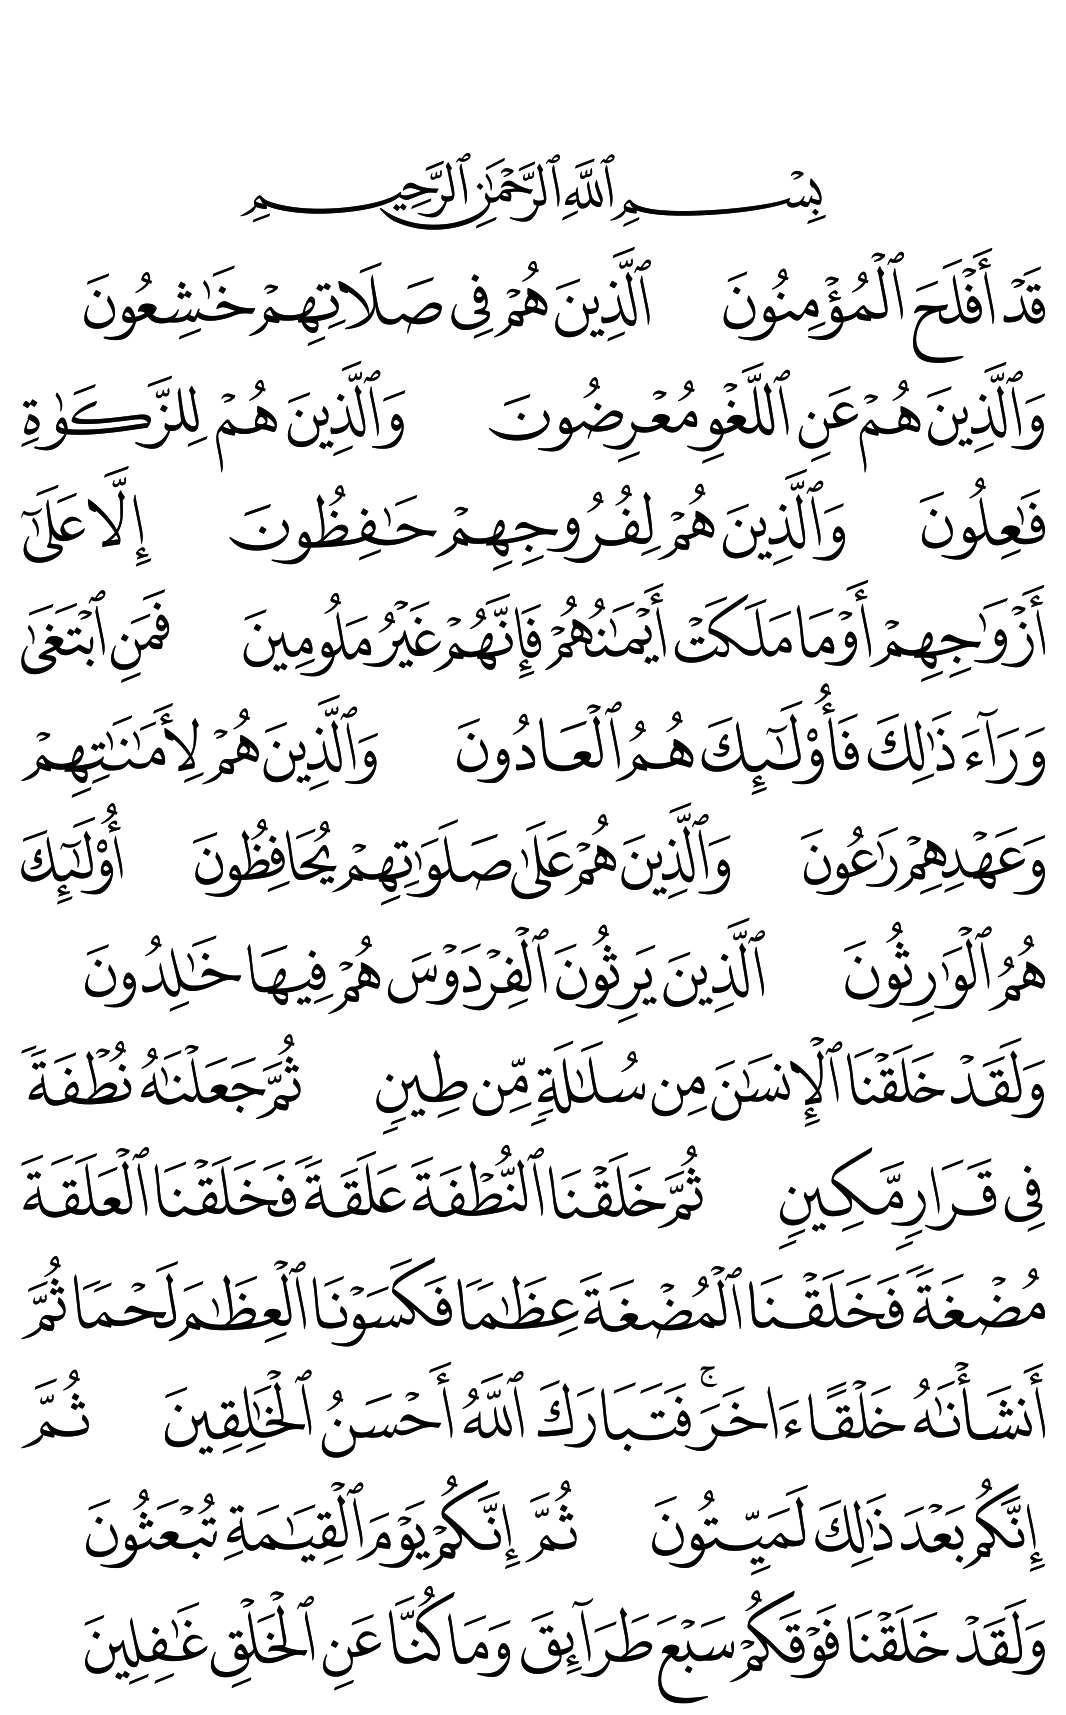 بِسْمِ ٱللَّهِ ٱلرَّحْمَٰنِ ٱلرَّحِيمِ
قَدْ أَفْلَحَ ٱلْمُؤْمِنُونَ ٱلَّذِينَ هُمْ فِى صَلَاتِهِمْ خَٰشِعُونَ
وَٱلَّذِينَ هُمْ عَنِ ٱللَّغْوِ مُعْرِضُونَ وَٱلَّذِينَ هُمْ لِلزَّكَوٰةِ
فَٰعِلُونَ وَٱلَّذِينَ هُمْ لِفُرُوجِهِمْ حَٰفِظُونَ إِلَّا عَلَىٰٓ
أَزْوَٰجِهِمْ أَوْ مَا مَلَكَتْ أَيْمَٰنُهُمْ فَإِنَّهُمْ غَيْرُ مَلُومِينَ فَمَنِ ٱبْتَغَىٰ
وَرَآءَ ذَٰلِكَ فَأُو۟لَٰٓئِكَ هُمُ ٱلْعَادُونَ وَٱلَّذِينَ هُمْ لِأَمَٰنَٰتِهِمْ
وَعَهْدِهِمْ رَٰعُونَ وَٱلَّذِينَ هُمْ عَلَىٰ صَلَوَٰتِهِمْ يُحَافِظُونَ أُو۟لَٰٓئِكَ
هُمُ ٱلْوَٰرِثُونَ ٱلَّذِينَ يَرِثُونَ ٱلْفِرْدَوْسَ هُمْ فِيهَا خَٰلِدُونَ
وَلَقَدْ خَلَقْنَا ٱلْإِنسَٰنَ مِن سُلَٰلَةٍ مِّن طِينٍ ثُمَّ جَعَلْنَٰهُ نُطْفَةً
فِى قَرَارٍ مَّكِينٍ ثُمَّ خَلَقْنَا ٱلنُّطْفَةَ عَلَقَةً فَخَلَقْنَا ٱلْعَلَقَةَ
مُضْغَةً فَخَلَقْنَا ٱلْمُضْغَةَ عِظَٰمًا فَكَسَوْنَا ٱلْعِظَٰمَ لَحْمًا ثُمَّ
أَنشَأْنَٰهُ خَلْقًا ءَاخَرَ ۚ فَتَبَارَكَ ٱللَّهُ أَحْسَنُ ٱلْخَٰلِقِينَ ثُمَّ
إِنَّكُم بَعْدَ ذَٰلِكَ لَمَيِّتُونَ ثُمَّ إِنَّكُمْ يَوْمَ ٱلْقِيَٰمَةِ تُبْعَثُونَ
وَلَقَدْ خَلَقْنَا فَوْقَكُمْ سَبْعَ طَرَآئِقَ وَمَا كُنَّا عَنِ ٱلْخَلْقِ غَٰفِلِينَ